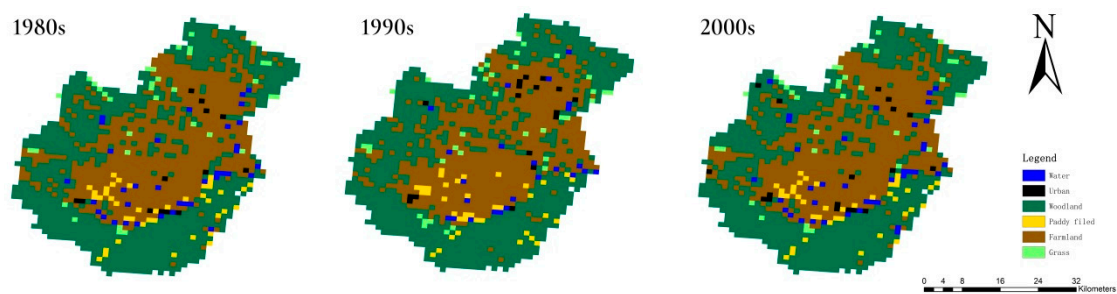 1980s
1990s
2000s
N
Legend
Water
Urban
Woodland
Paddy filed
Farmland
Grass
0 4 8 16 24 32
Kilometers